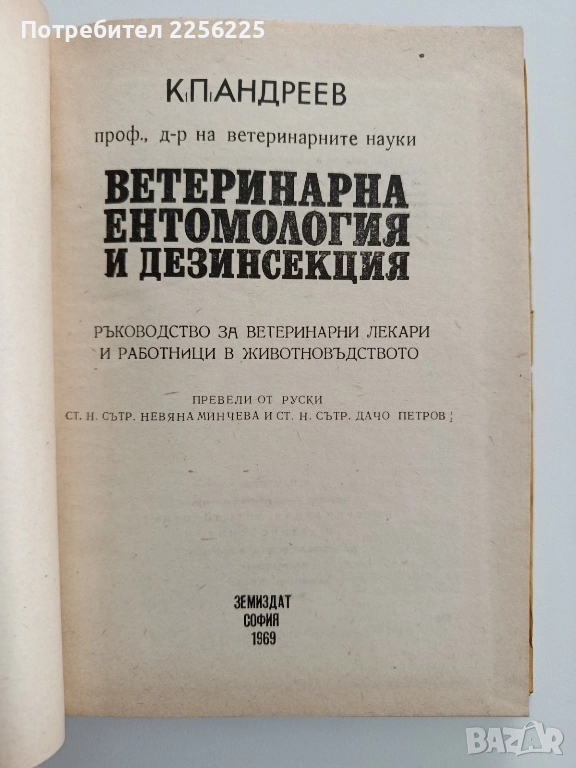 Потребител 2256225
К. П. АНДРЕЕВ
проф., д-р на ветеринарните науки
ВЕТЕРИНАРНА
ЕНТОМОЛОГИЯ
И ДЕЗИНСЕКЦИЯ
РЪКОВОДСТВО ЗА ВЕТЕРИНАРНИ ЛЕКАРИ
И РАБОТНИЦИ В ЖИВОТНОВЪДСТВОТО
ПРЕВЕЛИ ОТ РУСКИ
СТ. Н. СЪТР. НЕВЯНА МИНЧЕВА И СТ. Н. СЪТР. ДАЧО ПЕТРОВ
ЗЕМИЗДАТ
СОФИЯ
1969
BAZAR